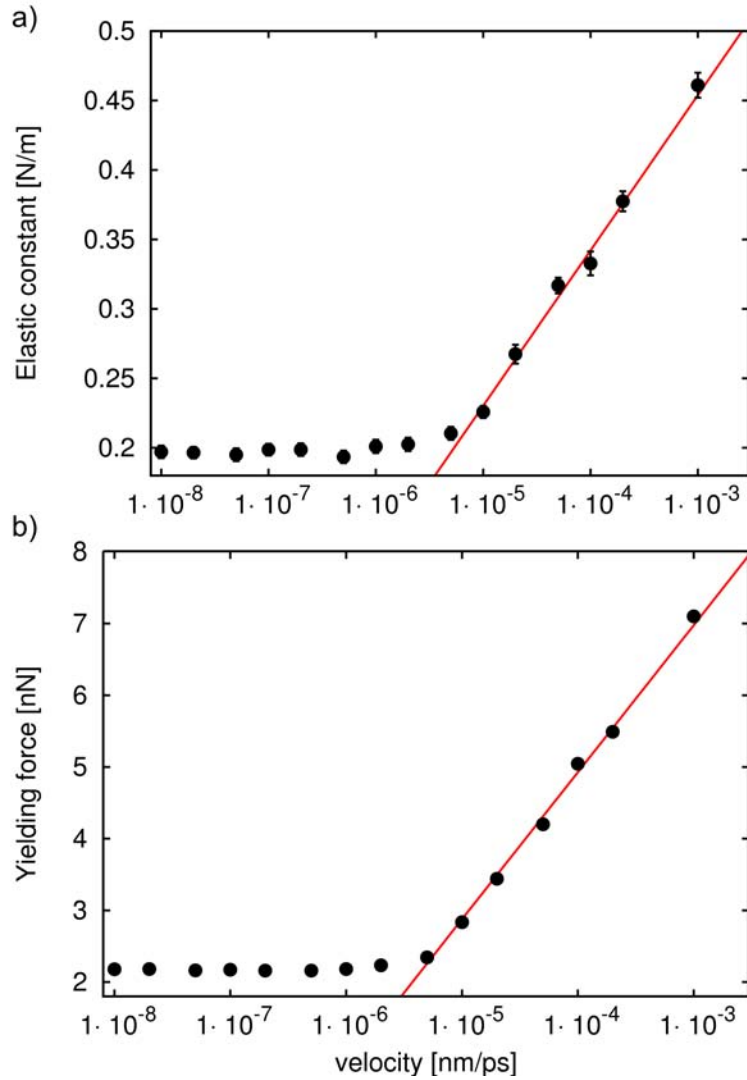 a)
0.5
0.45
0.4
0.35
0.3
0.25
0.2
Elastic constant [N/m]
1·10⁻⁸ 1·10⁻⁷ 1·10⁻⁶ 1·10⁻⁵ 1·10⁻⁴ 1·10⁻³
b)
8
7
6
5
4
3
2
Yielding force [nN]
1·10⁻⁸ 1·10⁻⁷ 1·10⁻⁶ 1·10⁻⁵ 1·10⁻⁴ 1·10⁻³
velocity [nm/ps]